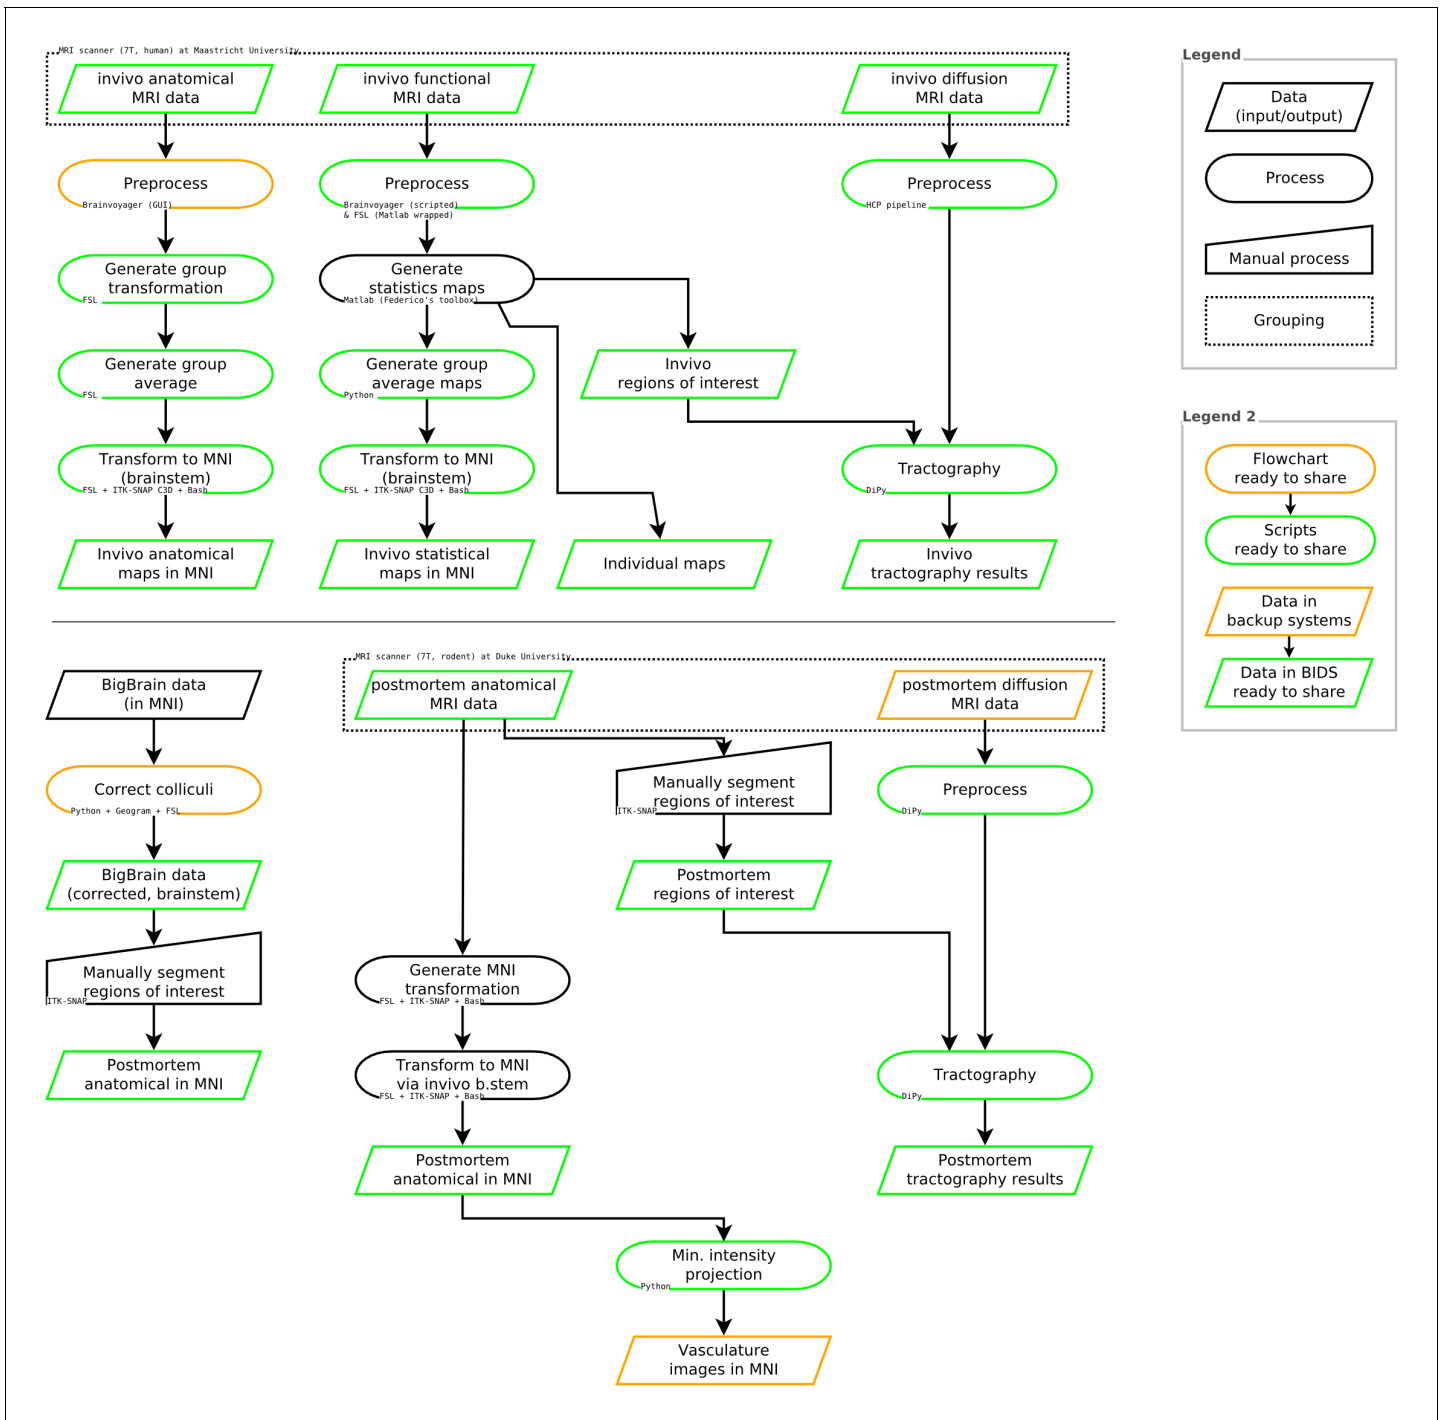 MRI scanner (7T, human) at Maastricht University
invivo anatomical
MRI data
invivo functional
MRI data
invivo diffusion
MRI data
Preprocess
Brainvoyager (GUI)
Preprocess
Brainvoyager (scripted)
& FSL (Matlab wrapped)
Preprocess
HCP pipeline
Generate group
transformation
FSL
Generate
statistics maps
Matlab (Federico's toolbox)
Generate group
average
FSL
Generate group
average maps
Python
Invivo
regions of interest
Transform to MNI
(brainstem)
FSL + ITK-SNAP C3D + Bash
Transform to MNI
(brainstem)
FSL + ITK-SNAP C3D + Bash
Tractography
DiPy
Invivo anatomical
maps in MNI
Invivo statistical
maps in MNI
Individual maps
Invivo
tractography results
Legend
Data
(input/output)
Process
Manual process
Grouping
Legend 2
Flowchart
ready to share
Scripts
ready to share
Data in
backup systems
Data in BIDS
ready to share
BigBrain data
(in MNI)
MRI scanner (7T, rodent) at Duke University
postmortem anatomical
MRI data
postmortem diffusion
MRI data
Correct colliculi
Python + Geogram + FSL
Manually segment
regions of interest
ITK-SNAP
Preprocess
DiPy
BigBrain data
(corrected, brainstem)
Postmortem
regions of interest
Manually segment
regions of interest
ITK-SNAP
Generate MNI
transformation
FSL + ITK-SNAP + Bash
Postmortem
anatomical in MNI
Transform to MNI
via invivo b.stem
FSL + ITK-SNAP + Bash
Tractography
DiPy
Postmortem
anatomical in MNI
Postmortem
tractography results
Min. intensity
projection
Python
Vasculature
images in MNI